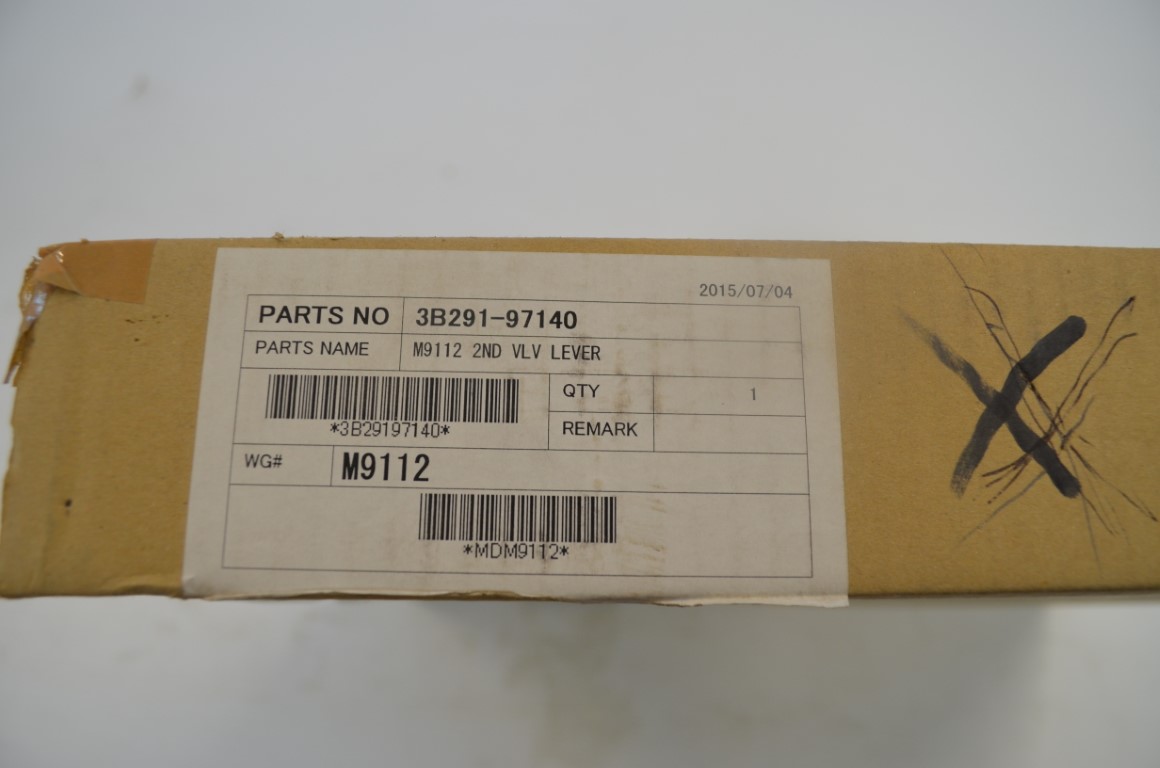 2015/07/04
PARTS NO 3B291-97140
PARTS NAME M9112 2ND VLV LEVER
QTY 1
*3B29197140*
REMARK
WG# M9112
*MDM9112*